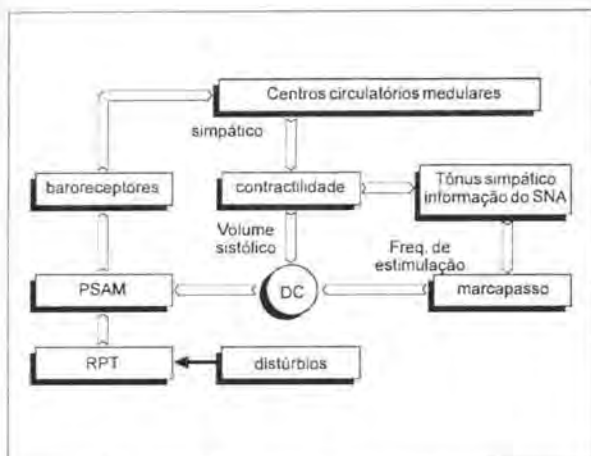 Centros circulatórios medulares
simpático
baroreceptores
contractilidade
Tônus simpático
informação do SNA
Volume
sistólico
Freq. de
estimulação
PSAM
DC
marcapasso
RPT
distúrbios